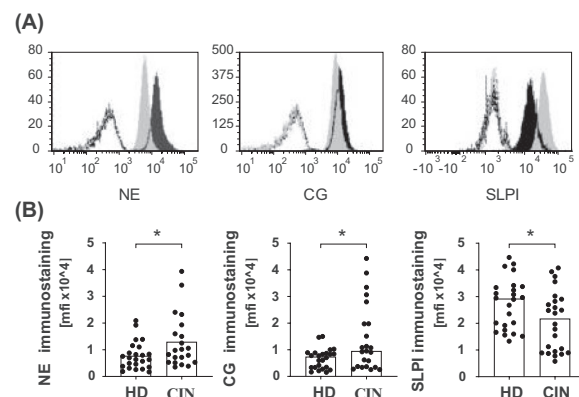 (A)
80
60
40
20
0
10^1 10^2 10^3 10^4 10^5
NE
500
375
250
125
0
10^1 10^2 10^3 10^4 10^5
CG
80
60
40
20
0
-10^4 -10^3 10^3 10^4 10^5
SLPI
(B)
NE immunostaining
[mfi x10^4]
5
4
3
2
1
0
*
HD CIN
CG immunostaining
[mfi x10^4]
5
4
3
2
1
0
*
HD CIN
SLPI immunostaining
[mfi x10^4]
5
4
3
2
1
0
*
HD CIN